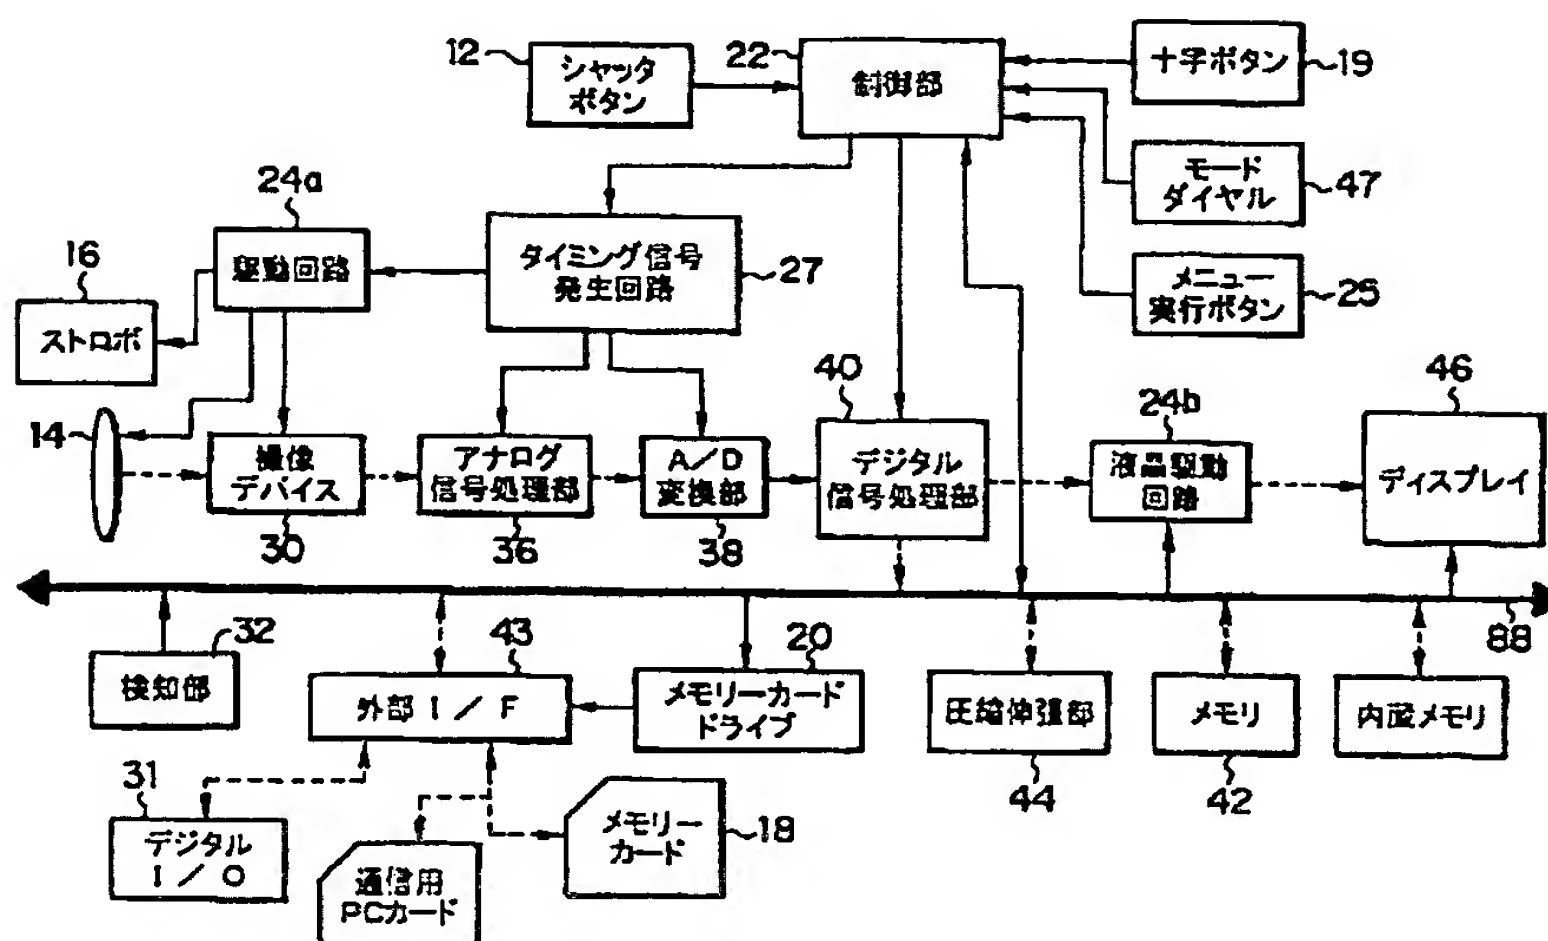 12
シャッタ
ボタン
22
制御部
十字ボタン
19
モード
ダイヤル
47
メニュー
実行ボタン
25
24a
駆動回路
16
ストロボ
タイミング信号
発生回路
27
14
撮像
デバイス
30
アナログ
信号処理部
36
A/D
変換部
38
40
デジタル
信号処理部
24b
液晶駆動
回路
46
ディスプレイ
88
32
検知部
43
外部I/F
20
メモリーカード
ドライブ
圧縮伸張部
44
メモリ
42
内蔵メモリ
31
デジタル
I/O
通信用
PCカード
メモリー
カード
18